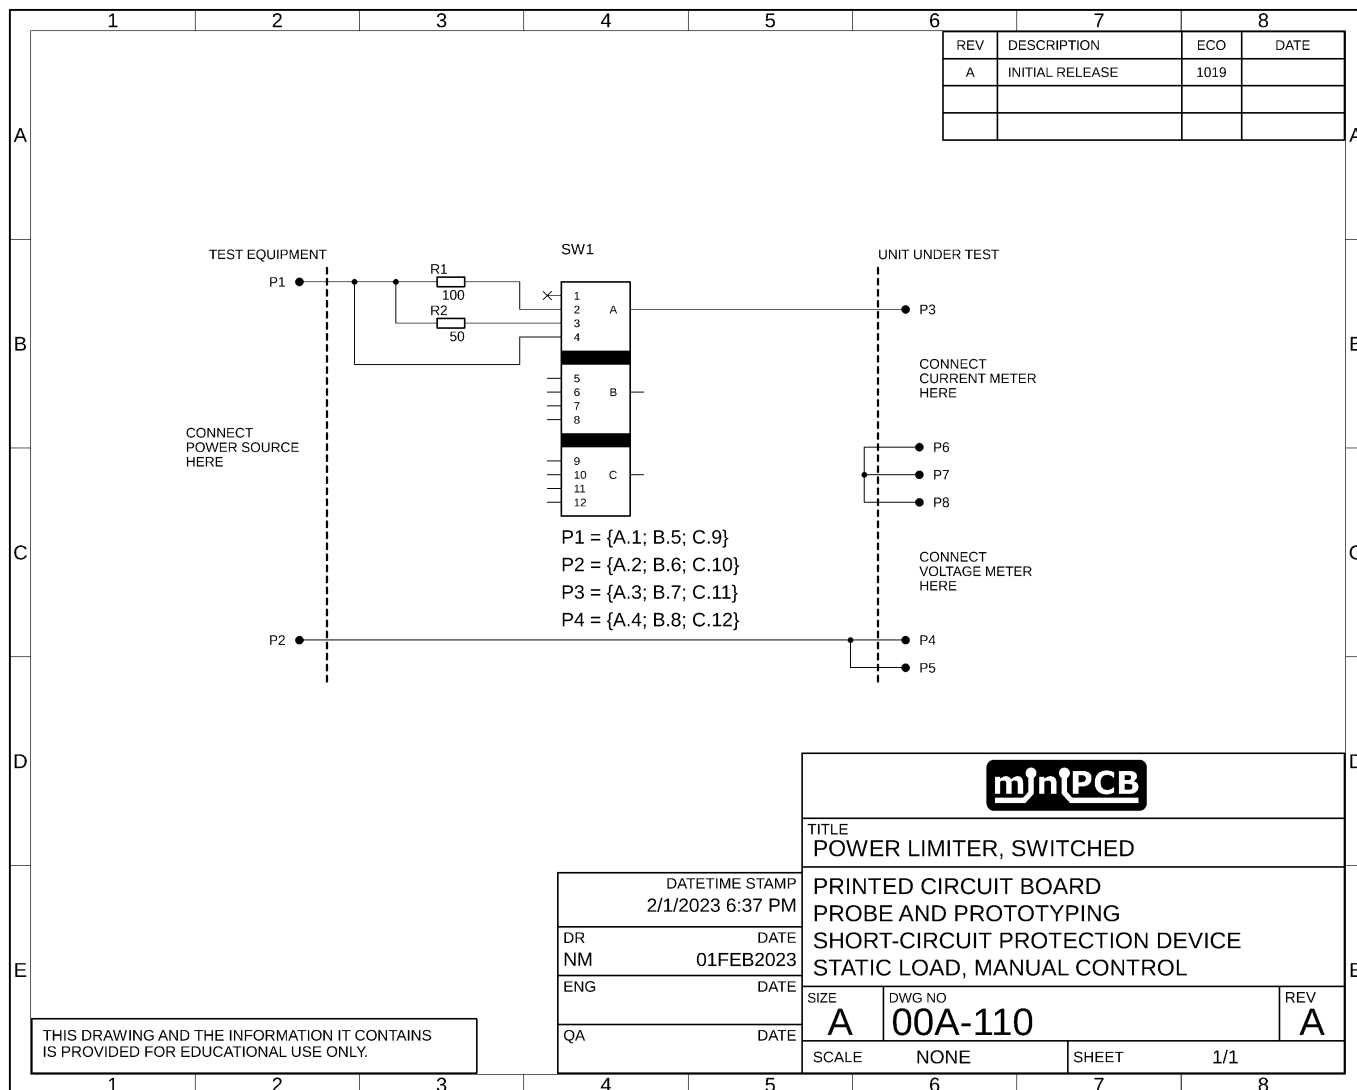 1 2 3 4 5 6 7 8
REV DESCRIPTION ECO DATE
A INITIAL RELEASE 1019
A A
TEST EQUIPMENT SW1 UNIT UNDER TEST
P1 R1
100
R2
50
1
2 A
3
4
P3
B B
CONNECT
CURRENT METER
HERE
5
6 B
7
8
CONNECT
POWER SOURCE
HERE
P6
P7
P8
9
10 C
11
12
P1 = {A.1; B.5; C.9}
P2 = {A.2; B.6; C.10}
P3 = {A.3; B.7; C.11}
P4 = {A.4; B.8; C.12}
C C
CONNECT
VOLTAGE METER
HERE
P2 P4
P5
D D
miniPCB
TITLE
POWER LIMITER, SWITCHED
PRINTED CIRCUIT BOARD
PROBE AND PROTOTYPING
SHORT-CIRCUIT PROTECTION DEVICE
STATIC LOAD, MANUAL CONTROL
DATETIME STAMP
2/1/2023 6:37 PM
DR DATE
NM 01FEB2023
E E
ENG DATE
QA DATE
SIZE DWG NO REV
A 00A-110 A
SCALE NONE SHEET 1/1
THIS DRAWING AND THE INFORMATION IT CONTAINS
IS PROVIDED FOR EDUCATIONAL USE ONLY.
1 2 3 4 5 6 7 8